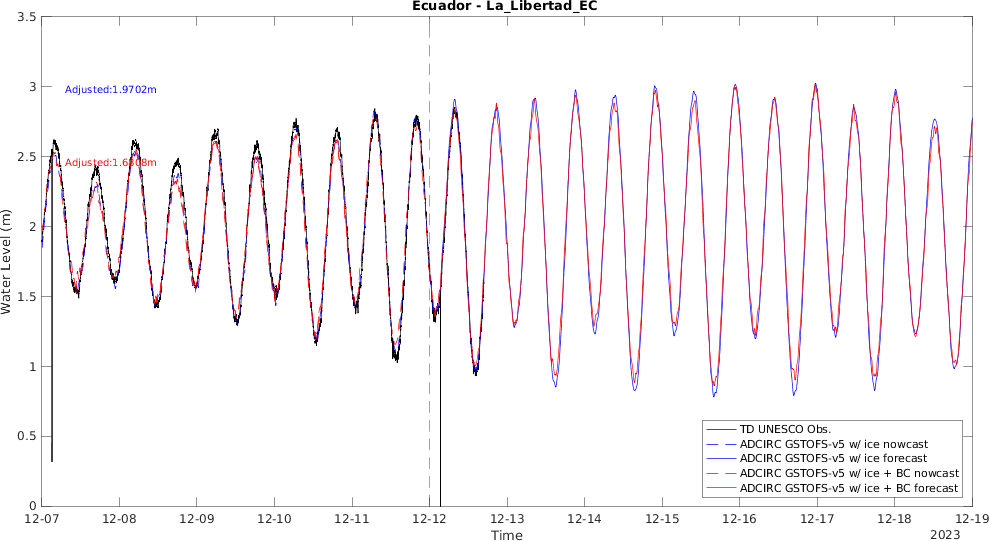 Ecuador - La_Libertad_EC
3.5
3
2.5
2
1.5
1
0.5
0
Water Level (m)
Adjusted:1.9702m
Adjusted:1.6808m
TD UNESCO Obs.
ADCIRC GSTOFS-v5 w/ ice nowcast
ADCIRC GSTOFS-v5 w/ ice forecast
ADCIRC GSTOFS-v5 w/ ice + BC nowcast
ADCIRC GSTOFS-v5 w/ ice + BC forecast
12-07 12-08 12-09 12-10 12-11 12-12 12-13 12-14 12-15 12-16 12-17 12-18 12-19
Time
2023